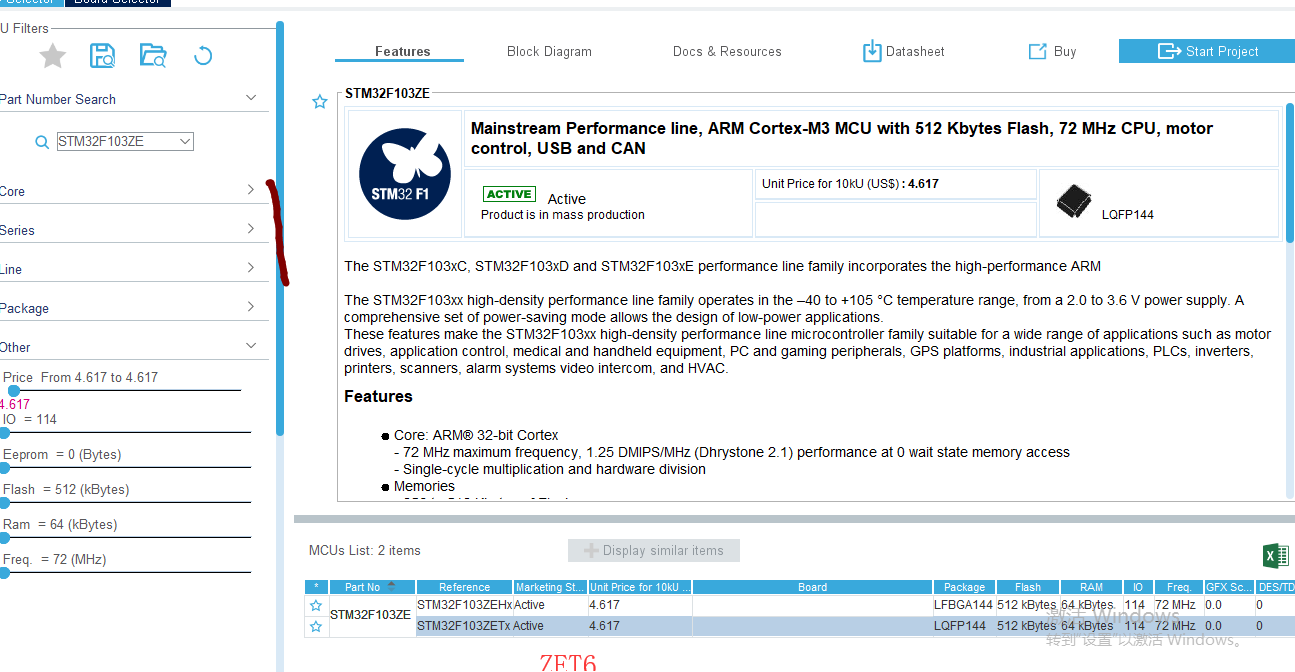 Selector
Board Selector
U Filters
Part Number Search
STM32F103ZE
Core
Series
Line
Package
Other
Price From 4.617 to 4.617
4.617
IO = 114
Eeprom = 0 (Bytes)
Flash = 512 (kBytes)
Ram = 64 (kBytes)
Freq. = 72 (MHz)
Features
Block Diagram
Docs & Resources
Datasheet
Buy
Start Project
STM32F103ZE
STM32 F1
Mainstream Performance line, ARM Cortex-M3 MCU with 512 Kbytes Flash, 72 MHz CPU, motor
control, USB and CAN
ACTIVE Active
Product is in mass production
Unit Price for 10kU (US$) : 4.617
LQFP144
The STM32F103xC, STM32F103xD and STM32F103xE performance line family incorporates the high-performance ARM
The STM32F103xx high-density performance line family operates in the –40 to +105 °C temperature range, from a 2.0 to 3.6 V power supply. A
comprehensive set of power-saving mode allows the design of low-power applications.
These features make the STM32F103xx high-density performance line microcontroller family suitable for a wide range of applications such as motor
drives, application control, medical and handheld equipment, PC and gaming peripherals, GPS platforms, industrial applications, PLCs, inverters,
printers, scanners, alarm systems video intercom, and HVAC.
Features
● Core: ARM® 32-bit Cortex
- 72 MHz maximum frequency, 1.25 DMIPS/MHz (Dhrystone 2.1) performance at 0 wait state memory access
- Single-cycle multiplication and hardware division
● Memories
MCUs List: 2 items
Display similar items
* Part No Reference Marketing St... Unit Price for 10kU ... Board Package Flash RAM IO Freq. GFX Sc... DES/TD
STM32F103ZE
STM32F103ZEHx Active 4.617 LFBGA144 512 kBytes 64 kBytes 114 72 MHz 0.0 0
STM32F103ZETx Active 4.617 LQFP144 512 kBytes 64 kBytes 114 72 MHz 0.0 0
激活 Windows
转到"设置"以激活 Windows。
ZET6